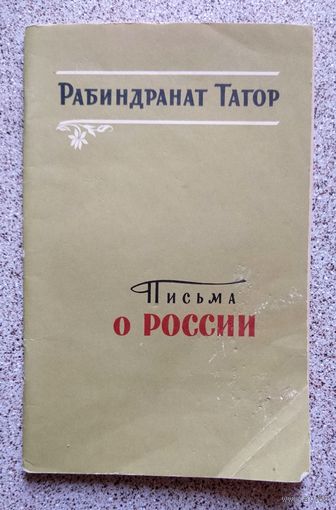 Рабиндранат Тагор
Письма
о России